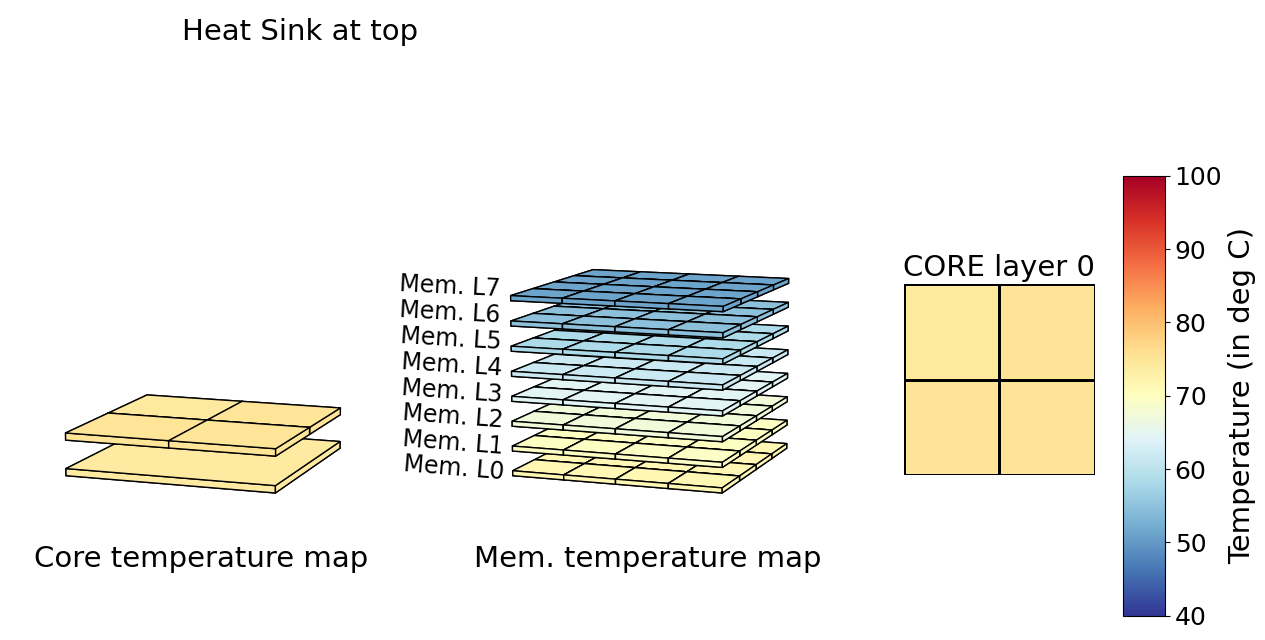 Heat Sink at top
Mem. L7
Mem. L6
Mem. L5
Mem. L4
Mem. L3
Mem. L2
Mem. L1
Mem. L0
Core temperature map
Mem. temperature map
CORE layer 0
100
90
80
70
60
50
40
Temperature (in deg C)